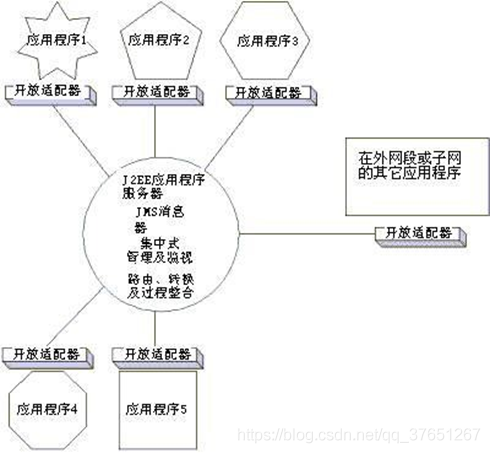 应用程序1
应用程序2
应用程序3
开放适配器
开放适配器
开放适配器
J2EE应用程序
服务器
JMS消息
器
集中式
管理及监视
路由、转换
及过程整合
在外网段或子网
的其它应用程序
开放适配器
开放适配器
开放适配器
应用程序4
应用程序5
https://blog.csdn.net/qq_37651267